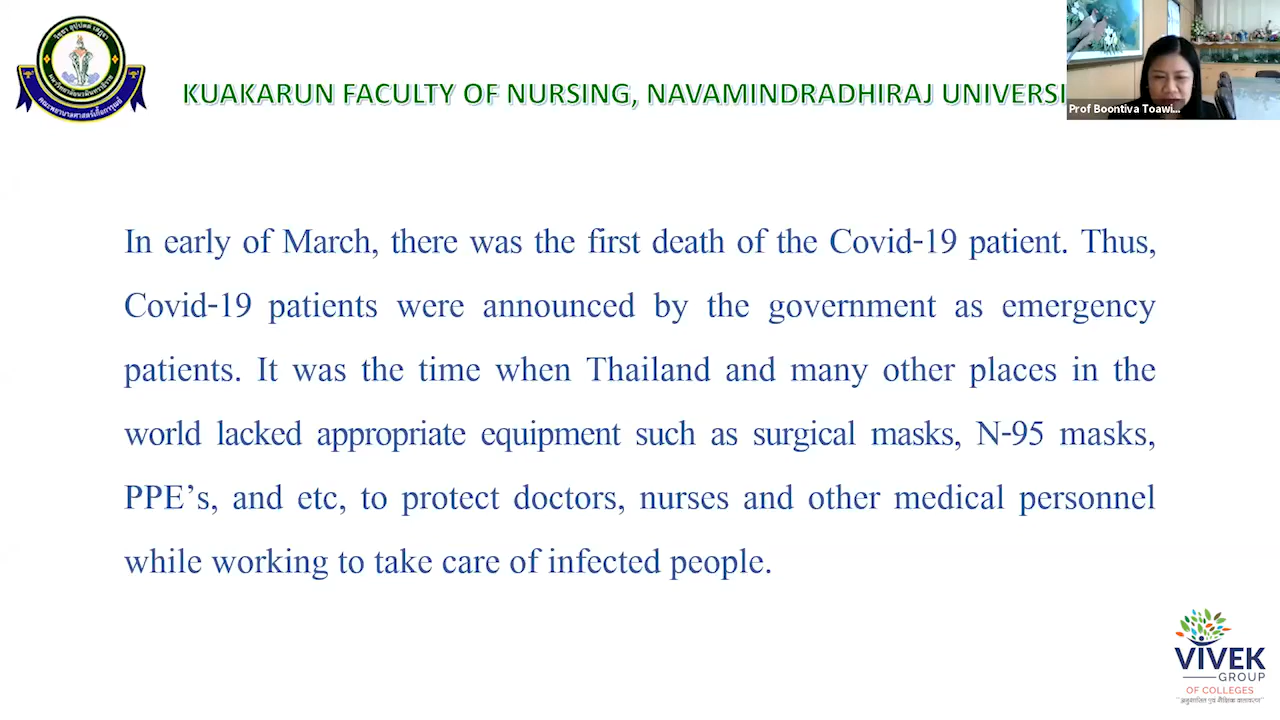 KUAKARUN FACULTY OF NURSING, NAVAMINDRADHIRAJ UNIVERSI
Prof Boontiva Toawi...
In early of March, there was the first death of the Covid-19 patient. Thus,
Covid-19 patients were announced by the government as emergency
patients. It was the time when Thailand and many other places in the
world lacked appropriate equipment such as surgical masks, N-95 masks,
PPE’s, and etc, to protect doctors, nurses and other medical personnel
while working to take care of infected people.
VIVEK
GROUP
OF COLLEGES